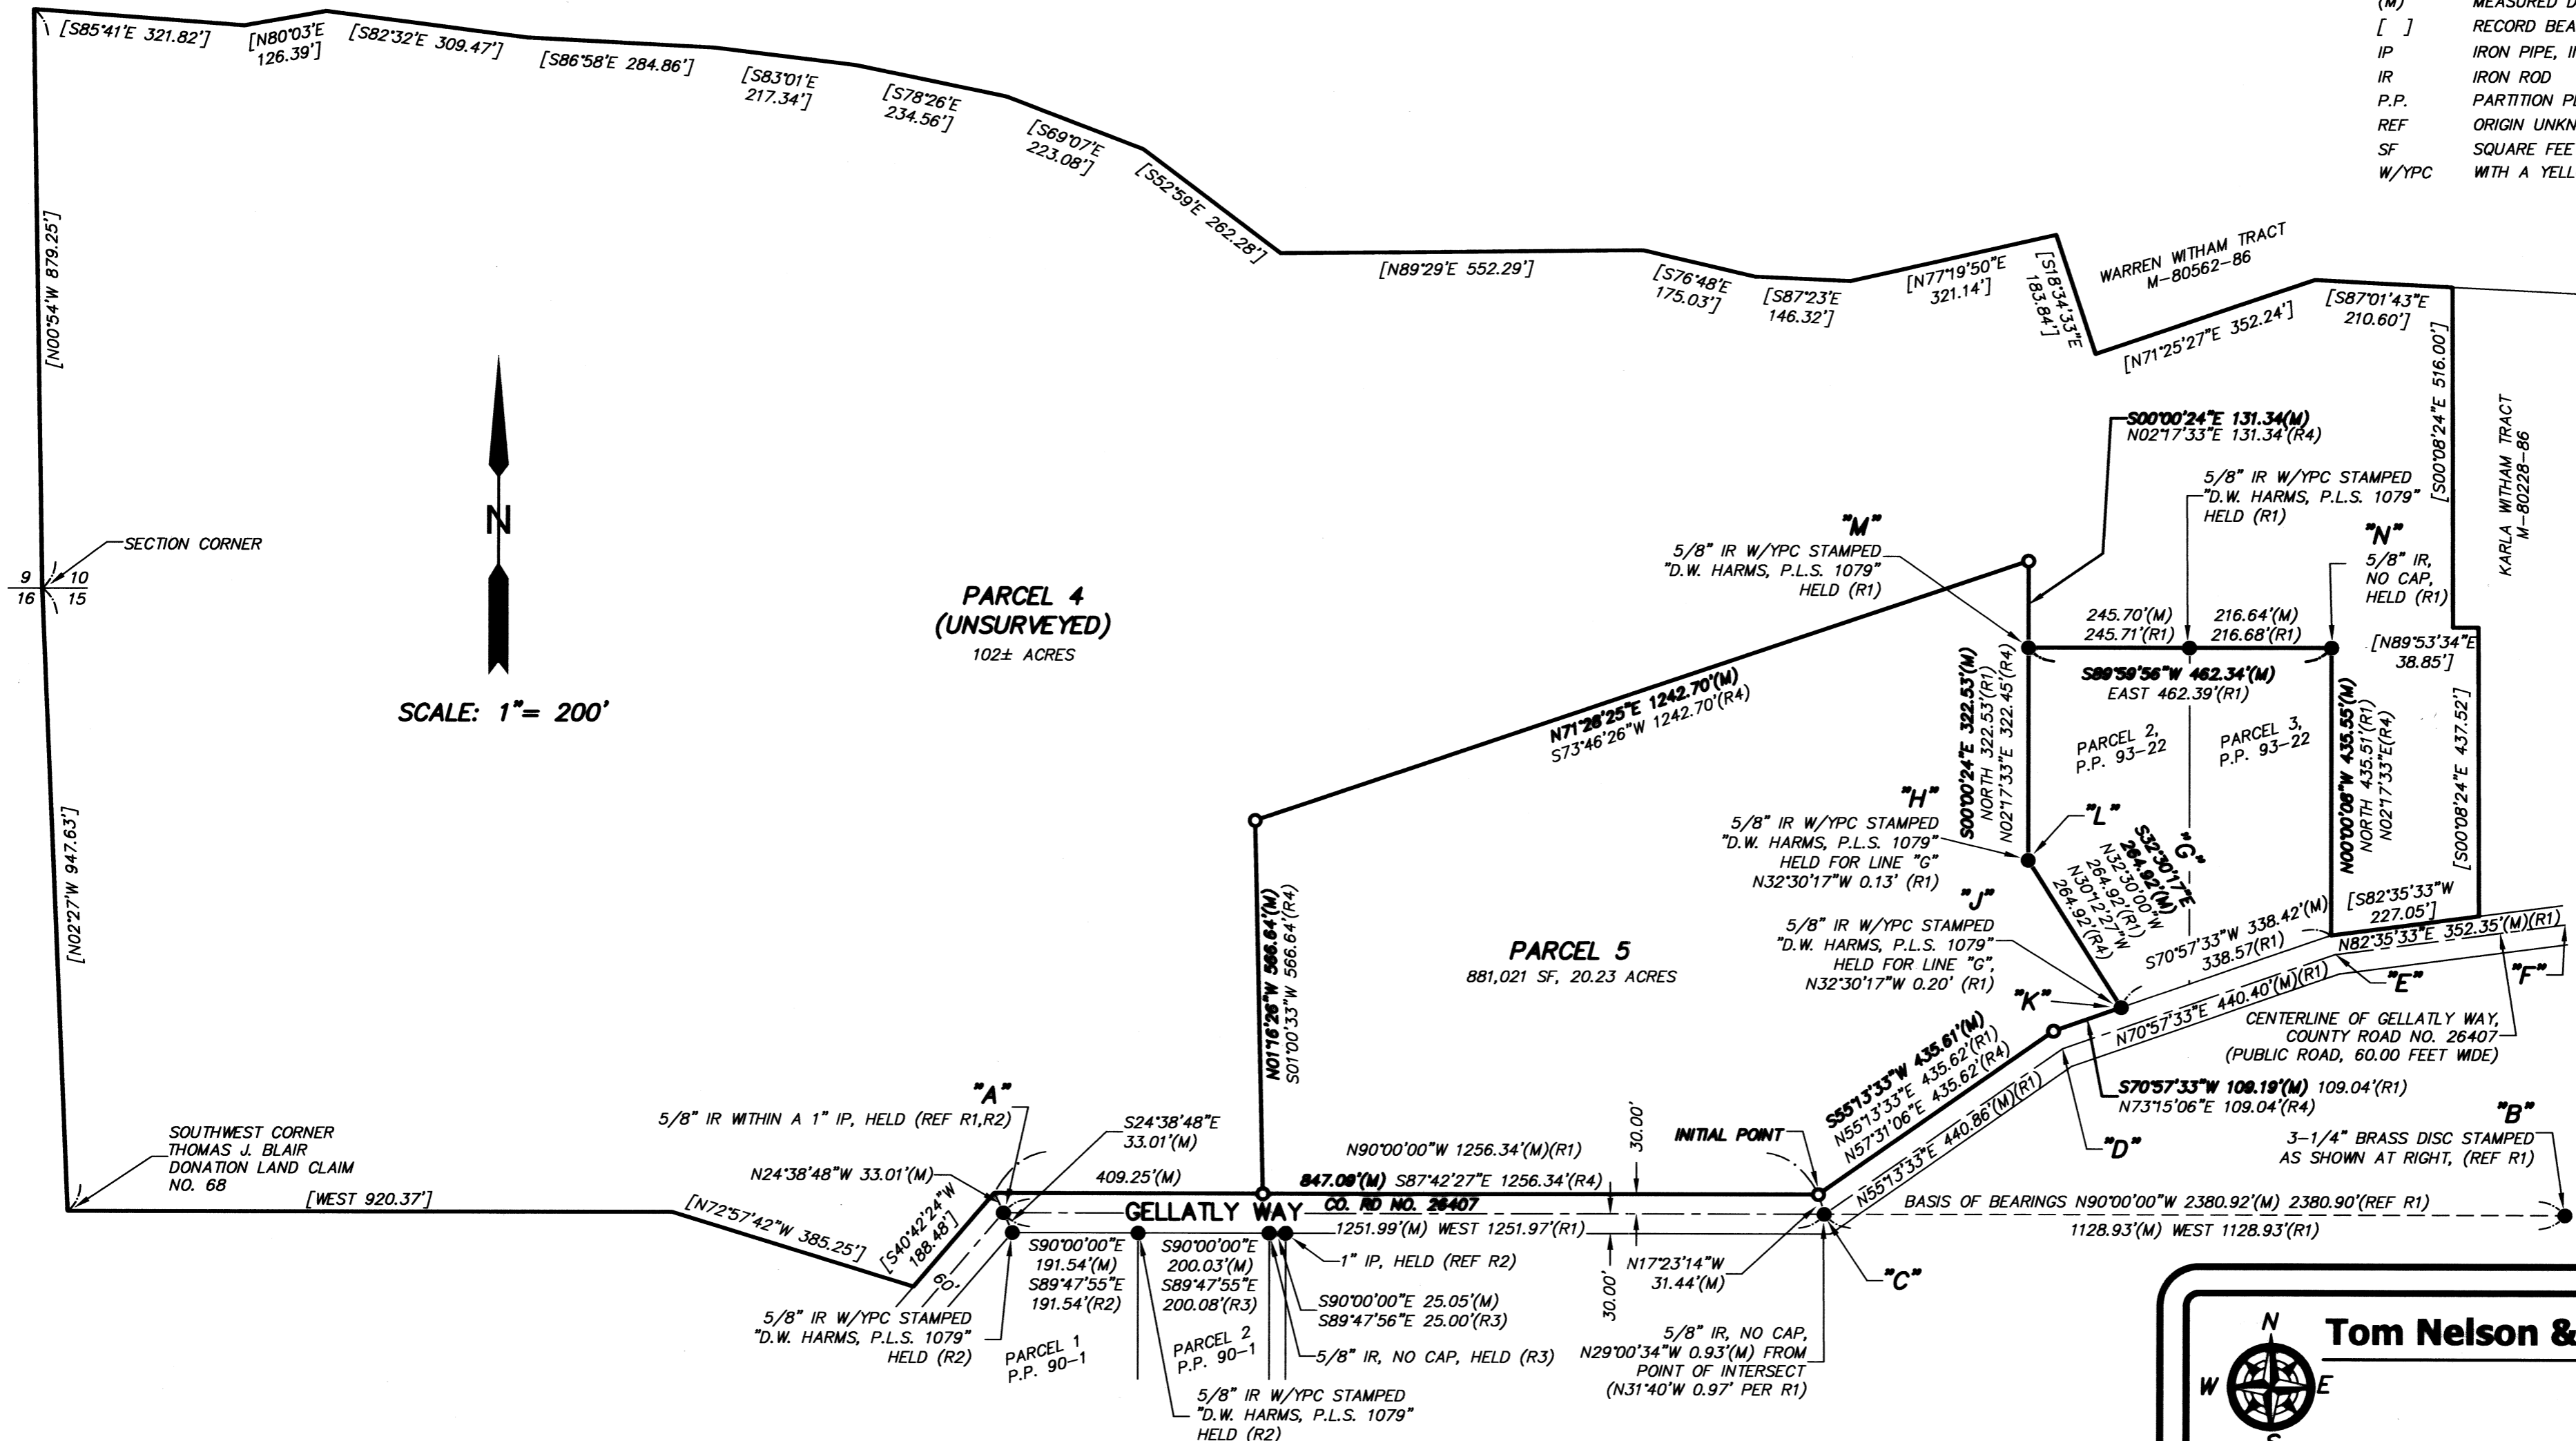 (M)
[ ] RECORD
IP IRON PIPE,
IR IRON ROD
P.P. PARTITION
REF ORIGIN
SF SQUARE
W/YPC WITH A
MEASURED
[S85°41'E 321.82']
[N80°03'E
126.39']
[S82°32'E 309.47']
[S86°58'E 284.86']
[S83°01'E
217.34']
[S78°26'E
234.56']
[S69°07'E
223.08']
[S52°59'E 262.28']
[N89°29'E 552.29']
[S76°48'E
175.03']
[S87°23'E
146.32']
[N77°19'50"E
321.14']
[S18°34'33"E
183.84']
WARREN WITHAM TRACT
M-80562-86
[N71°25'27"E 352.24']
[S87°01'43"E
210.60']
[S00°08'24"E 516.00']
KARLA WITHAM TRACT
M-80228-86
[N00°54'W 879.25']
SECTION CORNER
9 10
16 15
N
SCALE: 1"= 200'
PARCEL 4
(UNSURVEYED)
102± ACRES
S00°00'24"E 131.34(M)
N02°17'33"E 131.34'(R4)
5/8" IR W/YPC STAMPED
"D.W. HARMS, P.L.S. 1079"
HELD (R1)
"M"
5/8" IR W/YPC STAMPED
"D.W. HARMS, P.L.S. 1079"
HELD (R1)
"N"
5/8" IR,
NO CAP,
HELD (R1)
245.70'(M)
245.71'(R1)
216.64'(M)
216.68'(R1)
[N89°53'34"E
38.85']
S89°59'56"W 462.34'(M)
EAST 462.39'(R1)
N71°28'25"E 1242.70'(M)
S73°46'26"W 1242.70'(R4)
S00°00'24"E 322.53'(M)
NORTH 322.53'(R1)
N02°17'33"E 322.45'(R4)
PARCEL 2,
P.P. 93-22
PARCEL 3,
P.P. 93-22
N00°00'08"W 435.55'(M)
NORTH 435.51'(R1)
N02°17'33"E(R4)
[S00°08'24"E 437.52']
"H"
5/8" IR W/YPC STAMPED
"D.W. HARMS, P.L.S. 1079"
HELD FOR LINE "G"
N32°30'17"W 0.13' (R1)
"L"
"G"
S32°30'17"E
264.92'(M)
N32°30'00"W
264.92'(R1)
N30°12'27"W
264.92'(R4)
"J"
5/8" IR W/YPC STAMPED
"D.W. HARMS, P.L.S. 1079"
HELD FOR LINE "G",
N32°30'17"W 0.20' (R1)
"K"
[S82°35'33"W
227.05']
S70°57'33"W 338.42'(M)
338.57(R1)
N82°35'33"E 352.35'(M)(R1)
"E"
"F"
N70°57'33"E 440.40'(M)(R1)
CENTERLINE OF GELLATLY WAY,
COUNTY ROAD NO. 26407
(PUBLIC ROAD, 60.00 FEET WIDE)
[N02°27'W 947.63']
N01°16'26"W 566.64'(M)
S01°00'33"W 566.64'(R4)
PARCEL 5
881,021 SF, 20.23 ACRES
S55°13'33"W 435.61'(M)
N55°13'33"E 435.62'(R1)
N57°31'06"E 435.62'(R4)
N55°13'33"E 440.86'(M)(R1)
S70°57'33"W 109.19'(M) 109.04'(R1)
N73°15'06"E 109.04'(R4)
"D"
"B"
3-1/4" BRASS DISC STAMPED
AS SHOWN AT RIGHT, (REF R1)
SOUTHWEST CORNER
THOMAS J. BLAIR
DONATION LAND CLAIM
NO. 68
[WEST 920.37']
"A"
5/8" IR WITHIN A 1" IP, HELD (REF R1,R2)
N24°38'48"W 33.01'(M)
S24°38'48"E
33.01'(M)
409.25'(M)
N90°00'00"W 1256.34'(M)(R1)
847.09'(M) S87°42'27"E 1256.34'(R4)
30.00'
INITIAL POINT
GELLATLY WAY CO. RD NO. 26407
BASIS OF BEARINGS N90°00'00"W 2380.92'(M) 2380.90'(REF R1)
1251.99'(M) WEST 1251.97'(R1)
1128.93'(M) WEST 1128.93'(R1)
[N72°57'42"W 385.25']
[S40°42'24"W
188.48']
60'
S90°00'00"E
191.54'(M)
S89°47'55"E
191.54'(R2)
S90°00'00"E
200.03'(M)
S89°47'55"E
200.08'(R3)
1" IP, HELD (REF R2)
S90°00'00"E 25.05'(M)
S89°47'56"E 25.00'(R3)
5/8" IR, NO CAP, HELD (R3)
30.00'
N17°23'14"W
31.44'(M)
"C"
5/8" IR, NO CAP,
N29°00'34"W 0.93'(M) FROM
POINT OF INTERSECT
(N31°40'W 0.97' PER R1)
5/8" IR W/YPC STAMPED
"D.W. HARMS, P.L.S. 1079"
HELD (R2)
PARCEL 1
P.P. 90-1
PARCEL 2
P.P. 90-1
5/8" IR W/YPC STAMPED
"D.W. HARMS, P.L.S. 1079"
HELD (R2)
Tom Nelson &
N
W E
S